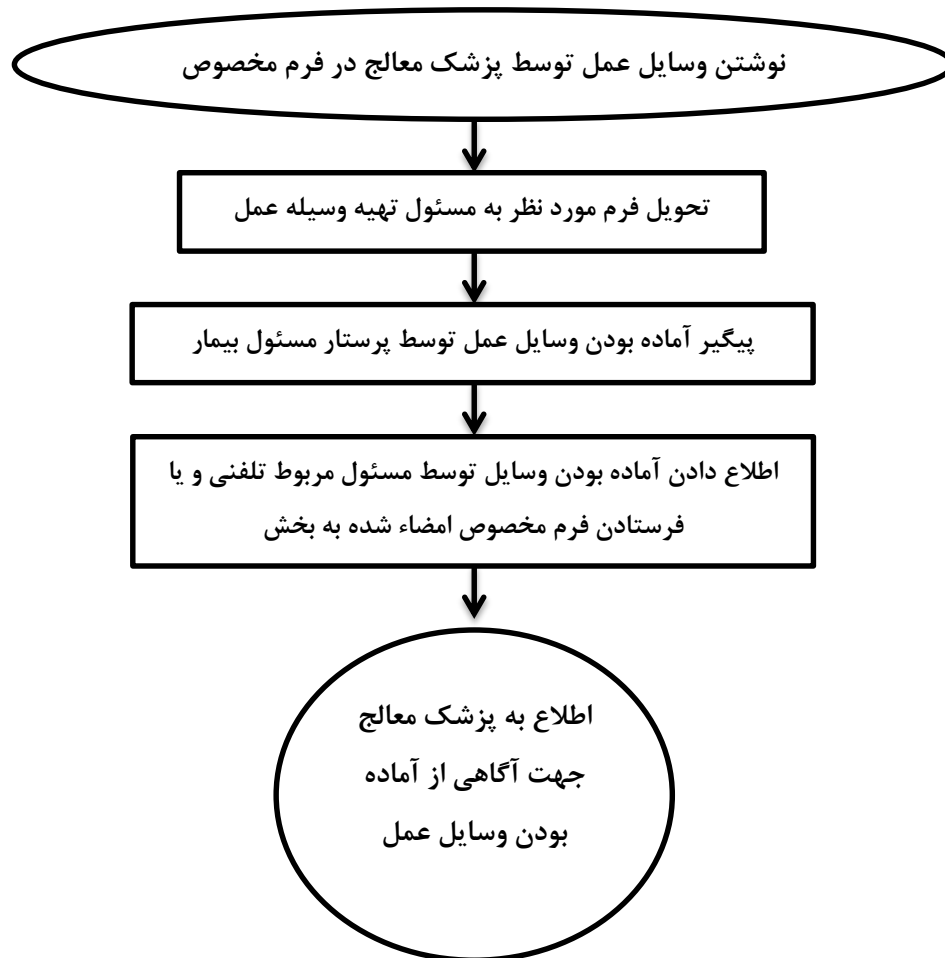 نوشتن وسایل عمل توسط پزشک معالج در فرم مخصوص
تحویل فرم مورد نظر به مسئول تهیه وسیله عمل
پیگیر آماده بودن وسایل عمل توسط پرستار مسئول بیمار
اطلاع دادن آماده بودن وسایل توسط مسئول مربوط تلفنی و یا
فرستادن فرم مخصوص امضاء شده به بخش
اطلاع به پزشک معالج
جهت آگاهی از آماده
بودن وسایل عمل